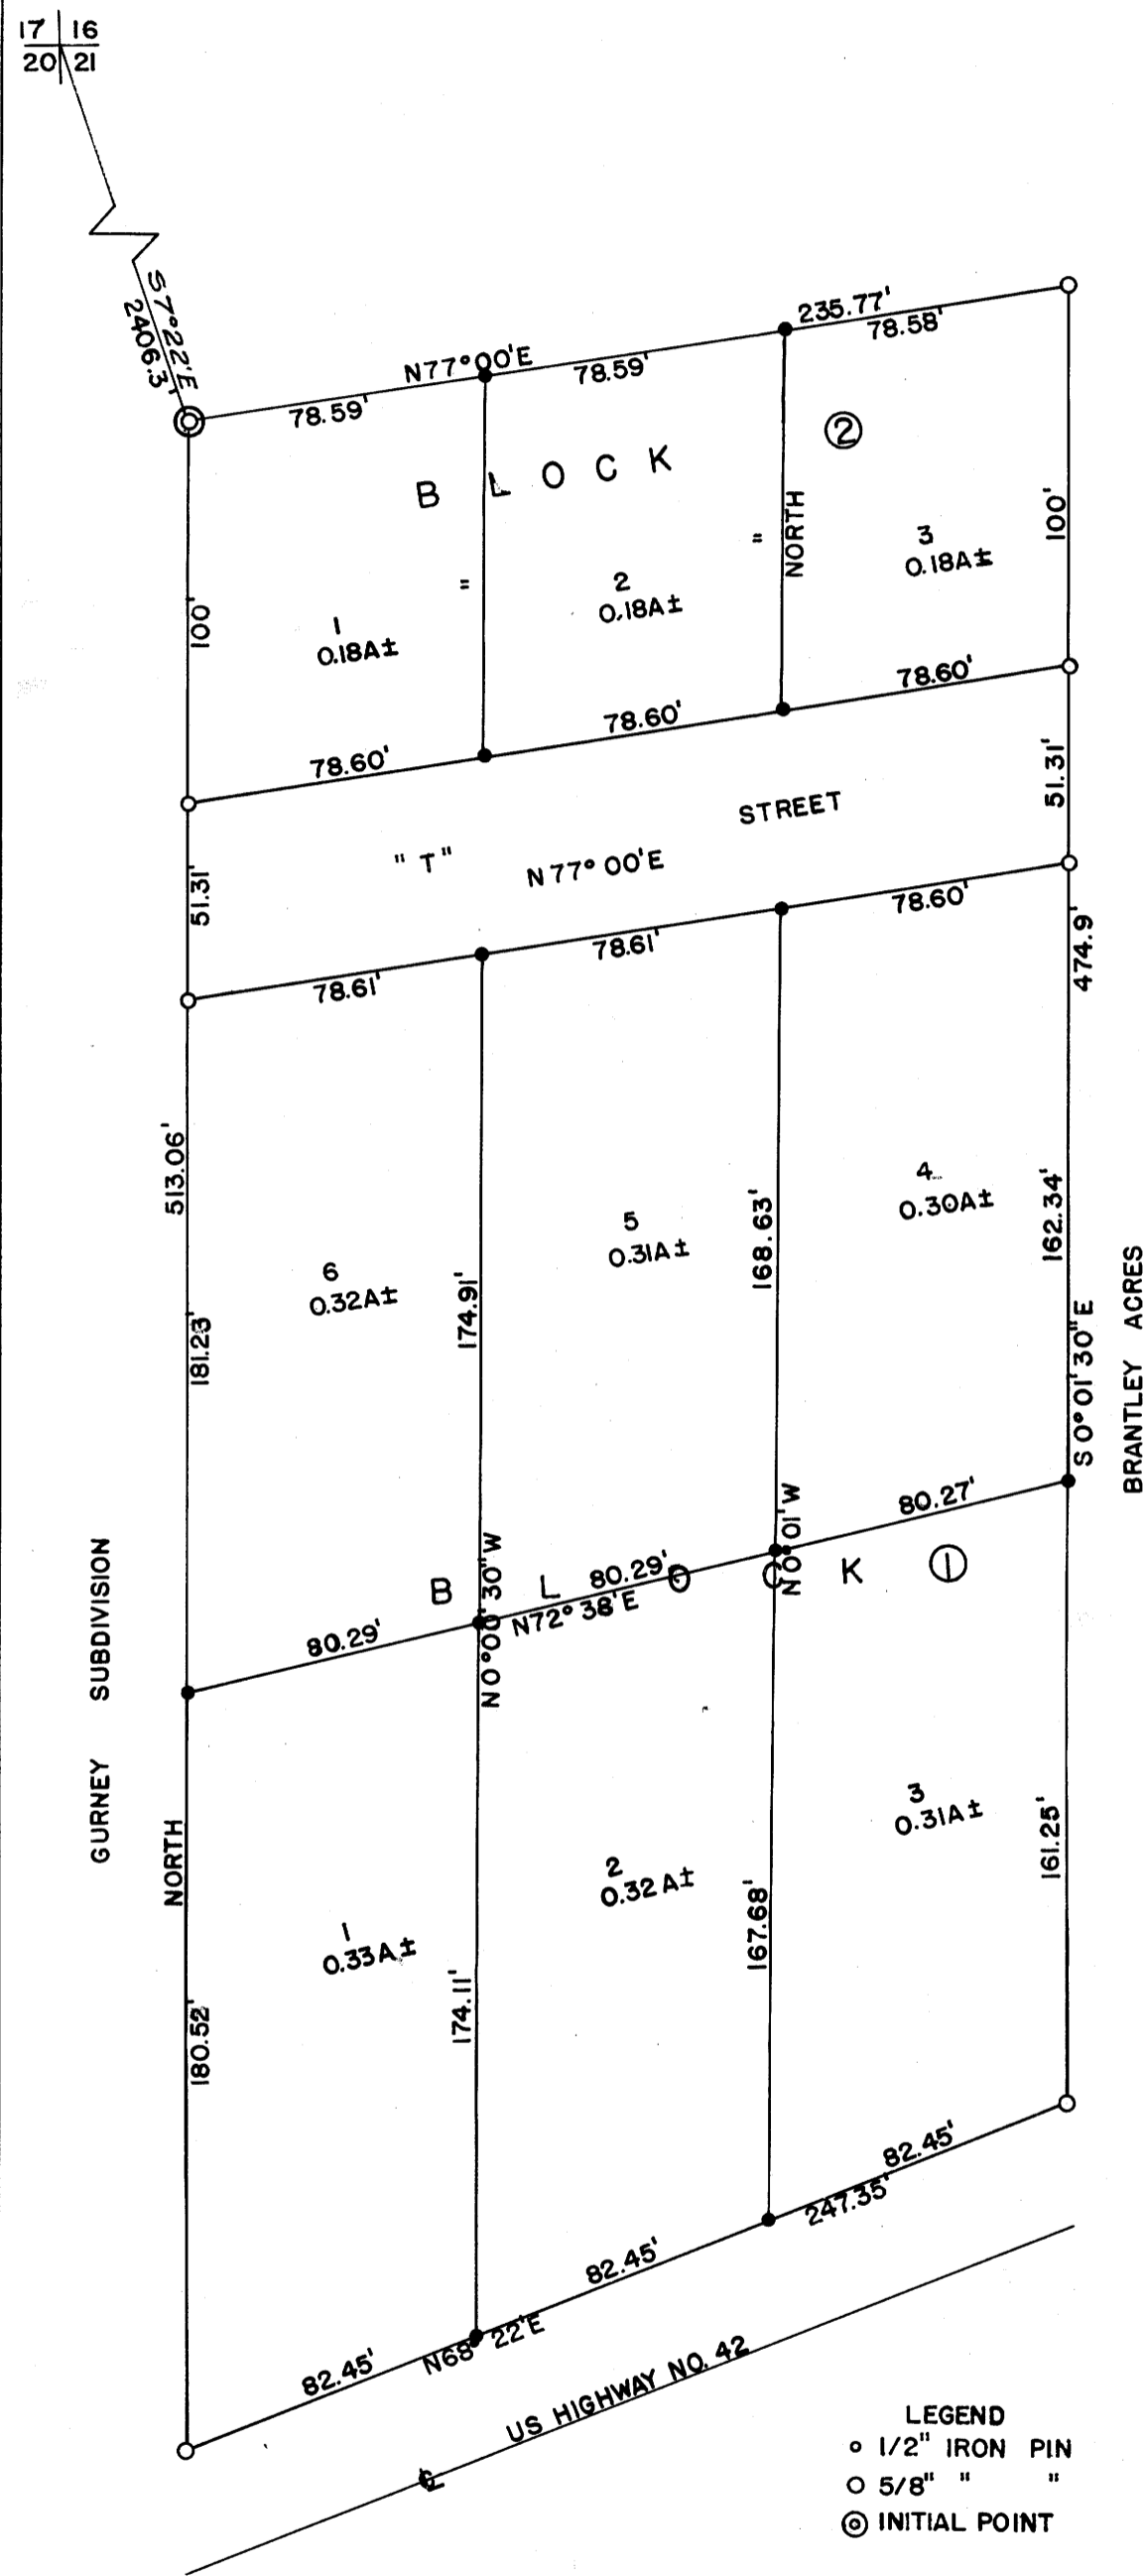 17 16
20 21
S7°22'E
2406.3'
235.77'
78.58'
N77°00'E
78.59'
78.59'
BLOCK ②
NORTH
"
"
100'
100'
3
0.18A±
2
0.18A±
1
0.18A±
78.60'
78.60'
78.60'
51.31'
51.31'
"T" STREET
N77°00'E
78.60'
78.61'
78.61'
474.9'
513.06'
4
0.30A±
5
0.31A±
6
0.32A±
162.34'
168.63'
174.91'
181.23'
S0°01'30"E
BRANTLEY ACRES
80.27'
80.29'
80.29'
N0°01'W
N0°00'30"W
N72°38'E
BLOCK ①
GURNEY SUBDIVISION
NORTH
3
0.31A±
2
0.32A±
1
0.33A±
161.25'
167.68'
174.11'
180.52'
82.45'
247.35'
82.45'
N68°22'E
82.45'
US HIGHWAY NO. 42
℄
LEGEND
o 1/2" IRON PIN
O 5/8" " "
◎ INITIAL POINT